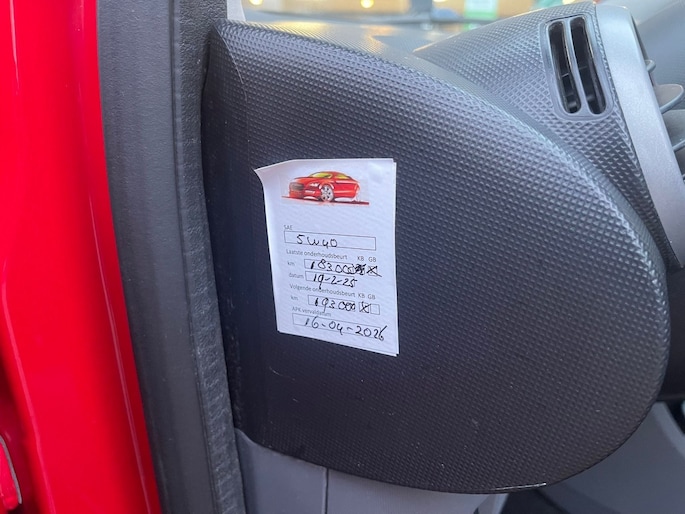 SAE
5W40
Laatste onderhoudsbeurt KB GB
km 183.000
datum 19-2-25
Volgende onderhoudsbeurt KB GB
km 193.000
APK vervaldatum
16-04-2026